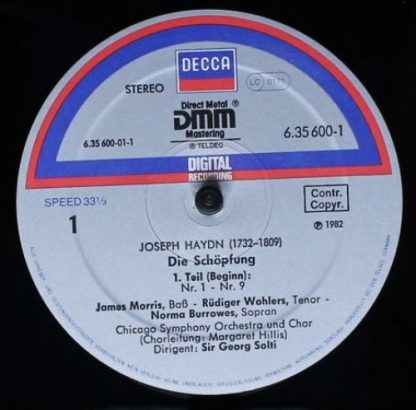 DECCA
STEREO
LC 0171
Direct Metal ®
DMM
Mastering
® TELDEC
6.35 600-01-1
6.35 600-1
DIGITAL
RECORDING
SPEED 33⅓
Contr.
Copyr.
1
℗ 1982
JOSEPH HAYDN (1732–1809)
Die Schöpfung
1. Teil (Beginn):
Nr. 1 - Nr. 9
James Morris, Baß - Rüdiger Wohlers, Tenor -
Norma Burrowes, Sopran
Chicago Symphony Orchestra und Chor
(Chorleitung: Margaret Hillis)
Dirigent: Sir Georg Solti